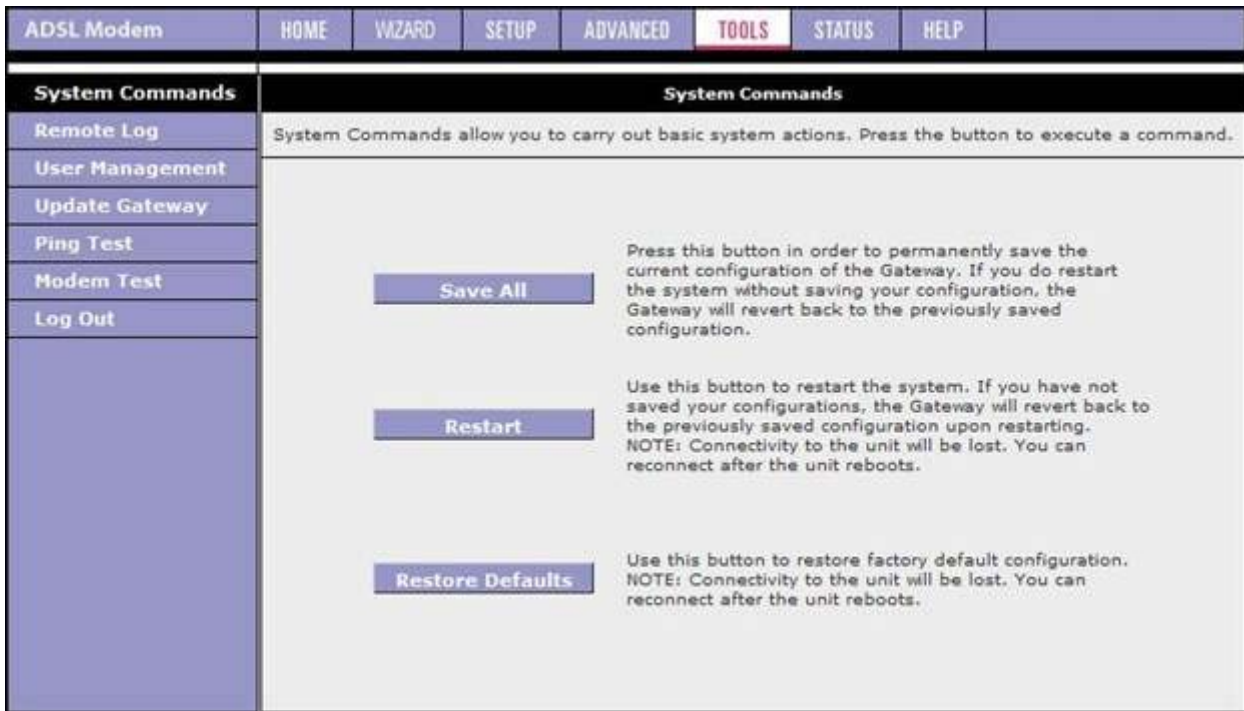 ADSL Modem
HOME
WIZARD
SETUP
ADVANCED
TOOLS
STATUS
HELP
System Commands
Remote Log
User Management
Update Gateway
Ping Test
Modem Test
Log Out
System Commands
System Commands allow you to carry out basic system actions. Press the button to execute a command.
Save All
Press this button in order to permanently save the
current configuration of the Gateway. If you do restart
the system without saving your configuration, the
Gateway will revert back to the previously saved
configuration.
Restart
Use this button to restart the system. If you have not
saved your configurations, the Gateway will revert back to
the previously saved configuration upon restarting.
NOTE: Connectivity to the unit will be lost. You can
reconnect after the unit reboots.
Restore Defaults
Use this button to restore factory default configuration.
NOTE: Connectivity to the unit will be lost. You can
reconnect after the unit reboots.